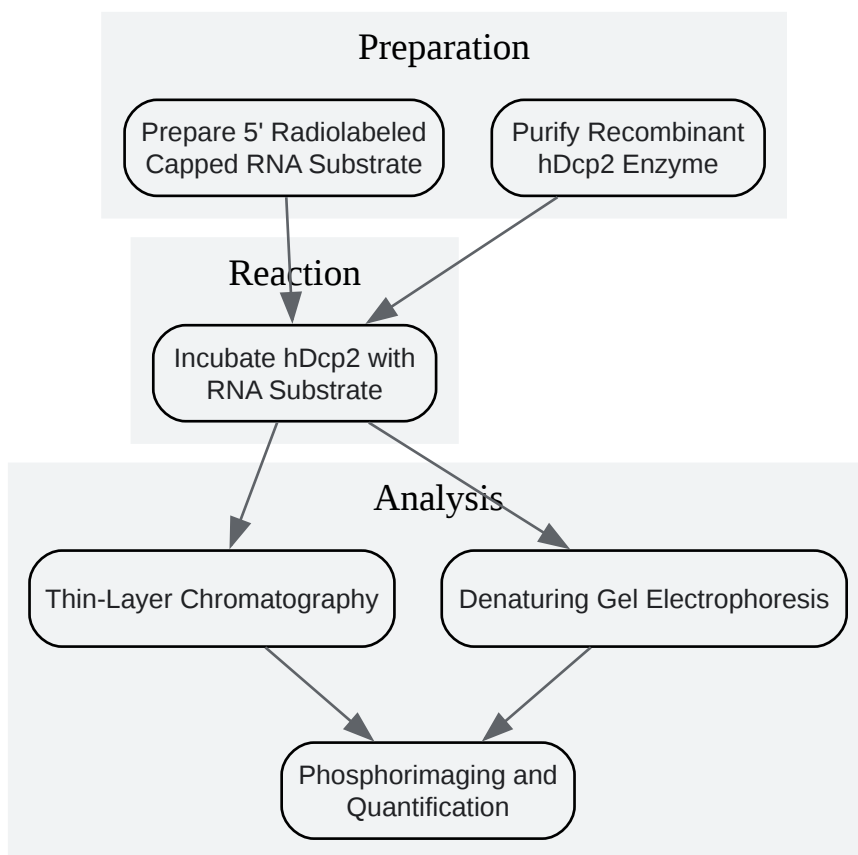 Preparation
Prepare 5' Radiolabeled
Capped RNA Substrate
Purify Recombinant
hDcp2 Enzyme
Reaction
Incubate hDcp2 with
RNA Substrate
Analysis
Thin-Layer Chromatography
Denaturing Gel Electrophoresis
Phosphorimaging and
Quantification